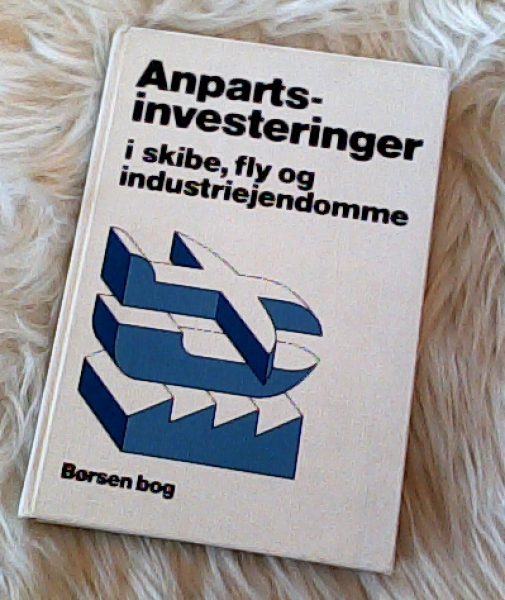 Anparts-
investeringer
i skibe, fly og
industriejendomme
Børsen bog